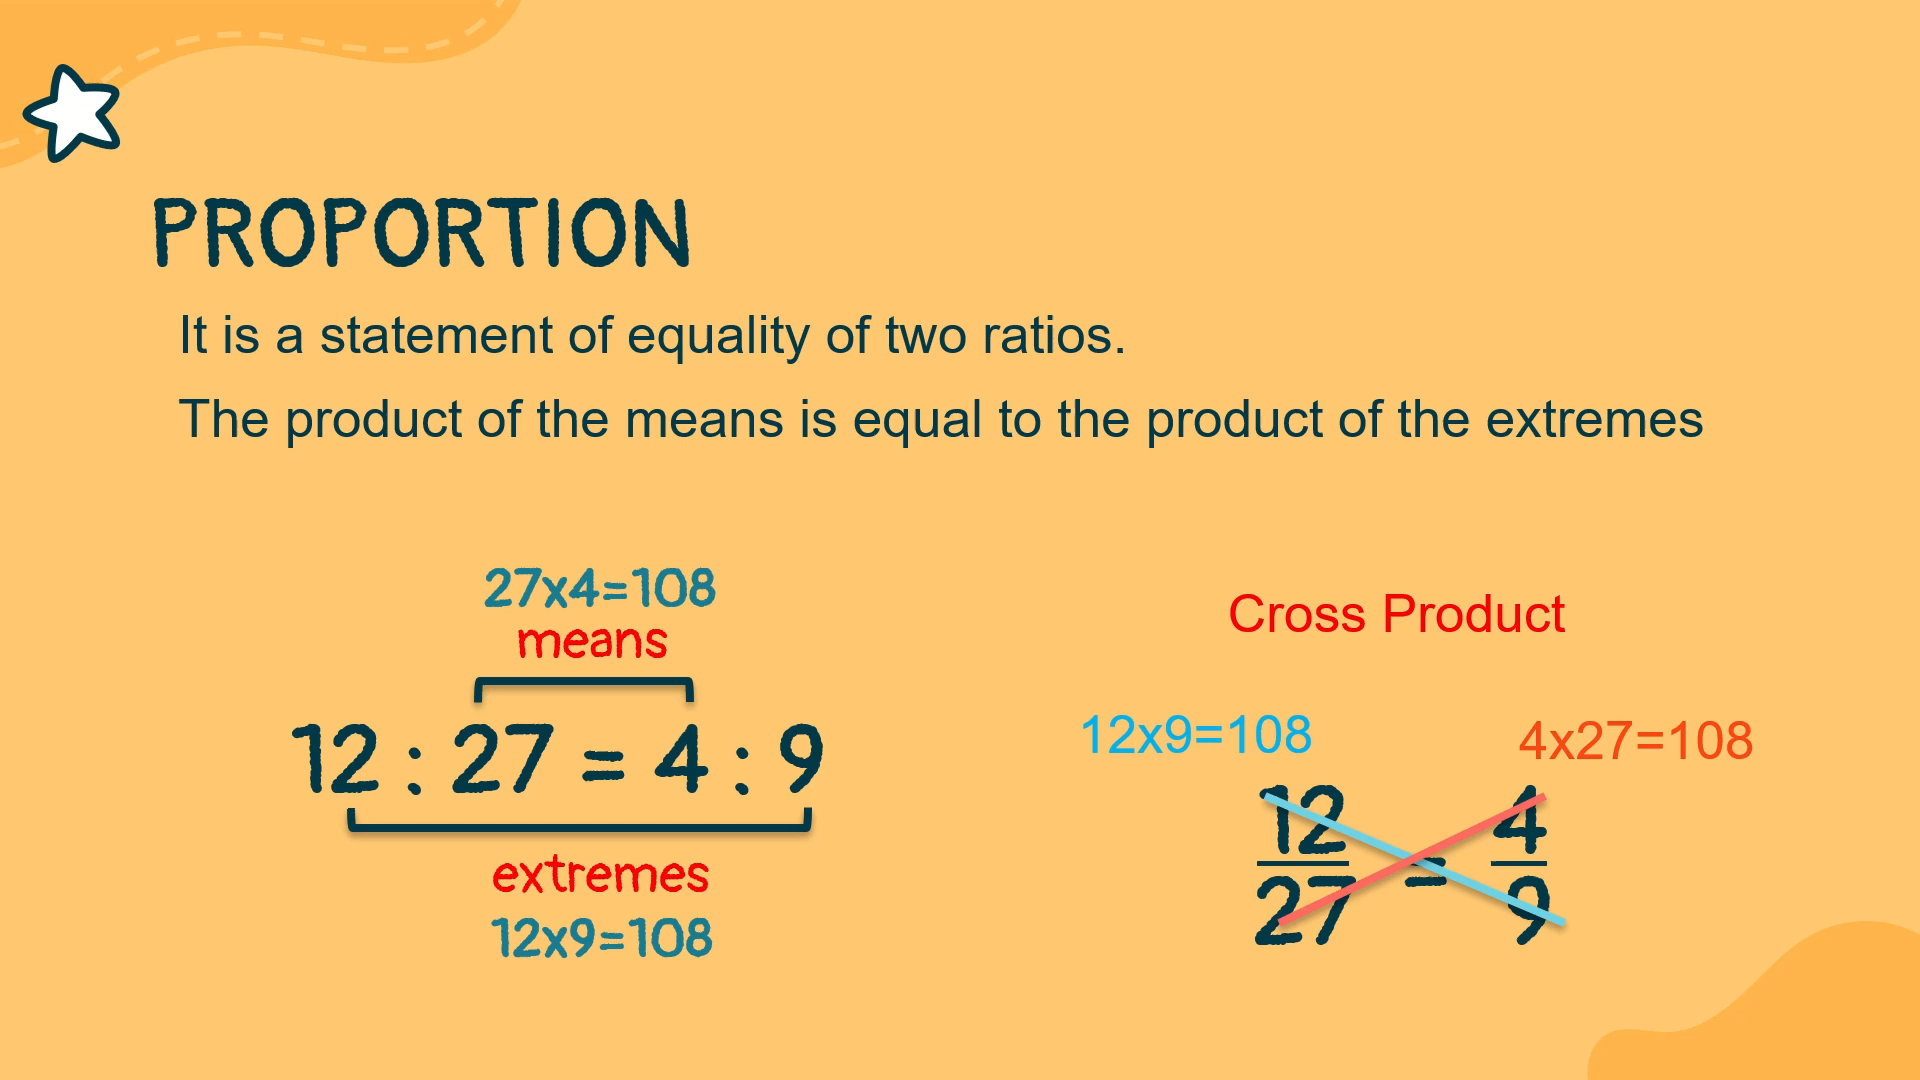 PROPORTION
It is a statement of equality of two ratios.
The product of the means is equal to the product of the extremes
27x4=108
means
12 : 27 = 4 : 9
extremes
12x9=108
Cross Product
12x9=108
4x27=108
12 = 4
27 9